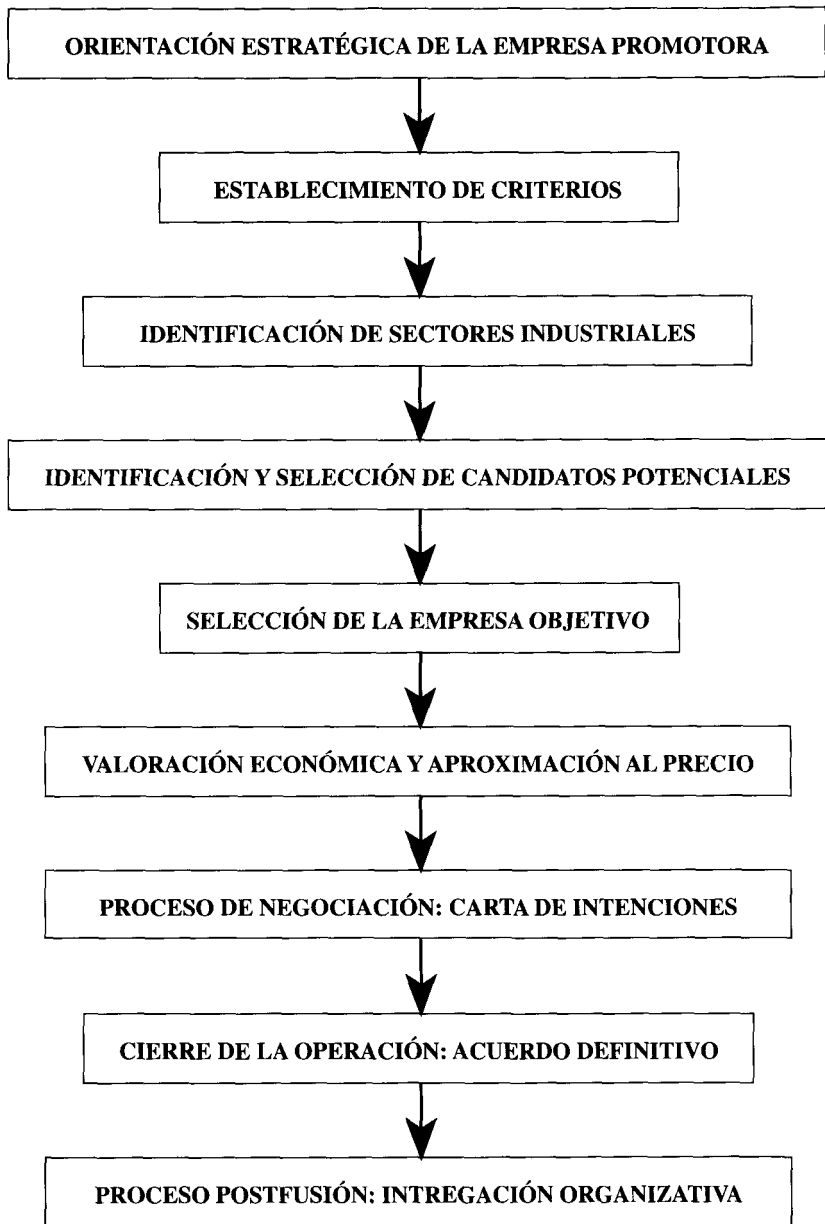 ORIENTACIÓN ESTRATÉGICA DE LA EMPRESA PROMOTORA
ESTABLECIMIENTO DE CRITERIOS
IDENTIFICACIÓN DE SECTORES INDUSTRIALES
IDENTIFICACIÓN Y SELECCIÓN DE CANDIDATOS POTENCIALES
SELECCIÓN DE LA EMPRESA OBJETIVO
VALORACIÓN ECONÓMICA Y APROXIMACIÓN AL PRECIO
PROCESO DE NEGOCIACIÓN: CARTA DE INTENCIONES
CIERRE DE LA OPERACIÓN: ACUERDO DEFINITIVO
PROCESO POSTFUSIÓN: INTREGACIÓN ORGANIZATIVA